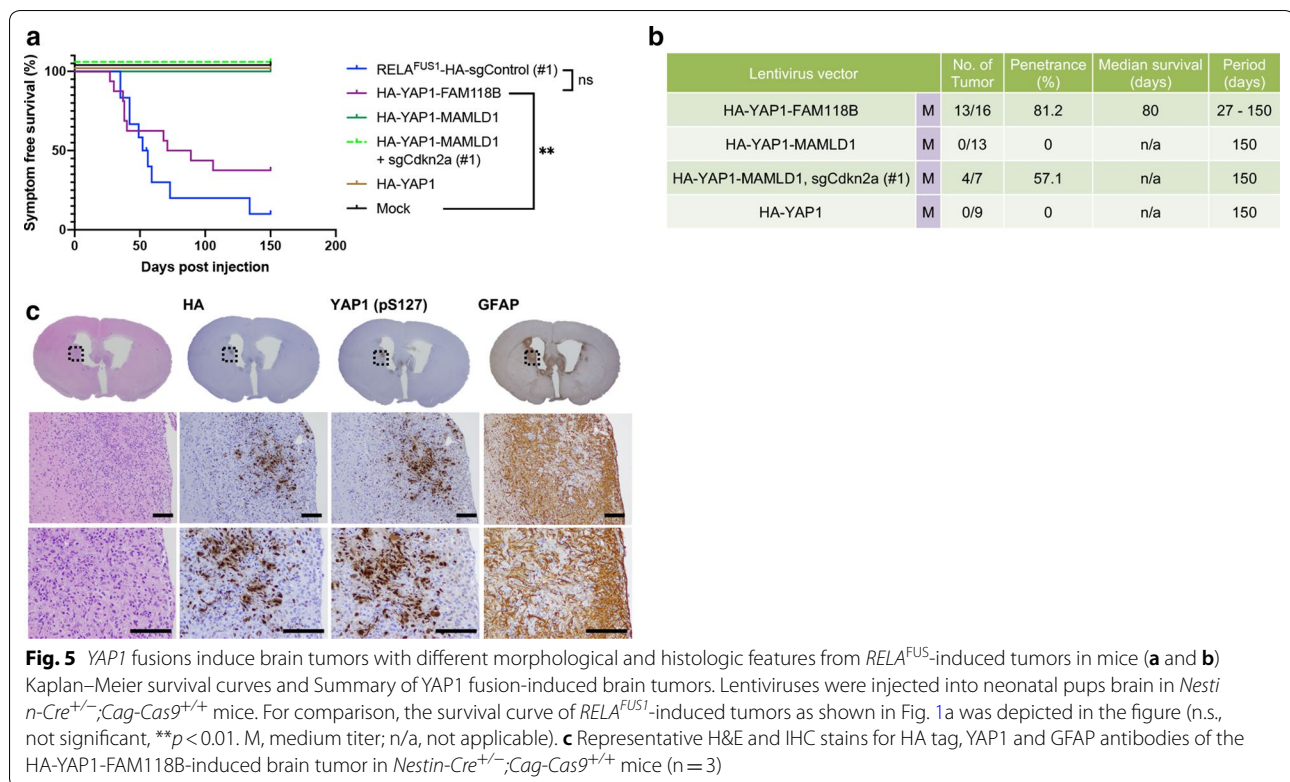 a
Symptom free survival (%)
100
50
0
0 50 100 150 200
Days post injection
RELA^FUS1-HA-sgControl (#1)
ns
HA-YAP1-FAM118B
HA-YAP1-MAMLD1
HA-YAP1-MAMLD1
+ sgCdkn2a (#1)
**
HA-YAP1
Mock
b
Lentivirus vector No. of Tumor Penetrance (%) Median survival (days) Period (days)
HA-YAP1-FAM118B M 13/16 81.2 80 27 - 150
HA-YAP1-MAMLD1 M 0/13 0 n/a 150
HA-YAP1-MAMLD1, sgCdkn2a (#1) M 4/7 57.1 n/a 150
HA-YAP1 M 0/9 0 n/a 150
c
HA YAP1 (pS127) GFAP
Fig. 5 YAP1 fusions induce brain tumors with different morphological and histologic features from RELA^FUS-induced tumors in mice (a and b)
Kaplan–Meier survival curves and Summary of YAP1 fusion-induced brain tumors. Lentiviruses were injected into neonatal pups brain in Nesti
n-Cre+/−;Cag-Cas9+/+ mice. For comparison, the survival curve of RELA^FUS1-induced tumors as shown in Fig. 1a was depicted in the figure (n.s.,
not significant, **p < 0.01. M, medium titer; n/a, not applicable). c Representative H&E and IHC stains for HA tag, YAP1 and GFAP antibodies of the
HA-YAP1-FAM118B-induced brain tumor in Nestin-Cre+/−;Cag-Cas9+/+ mice (n = 3)